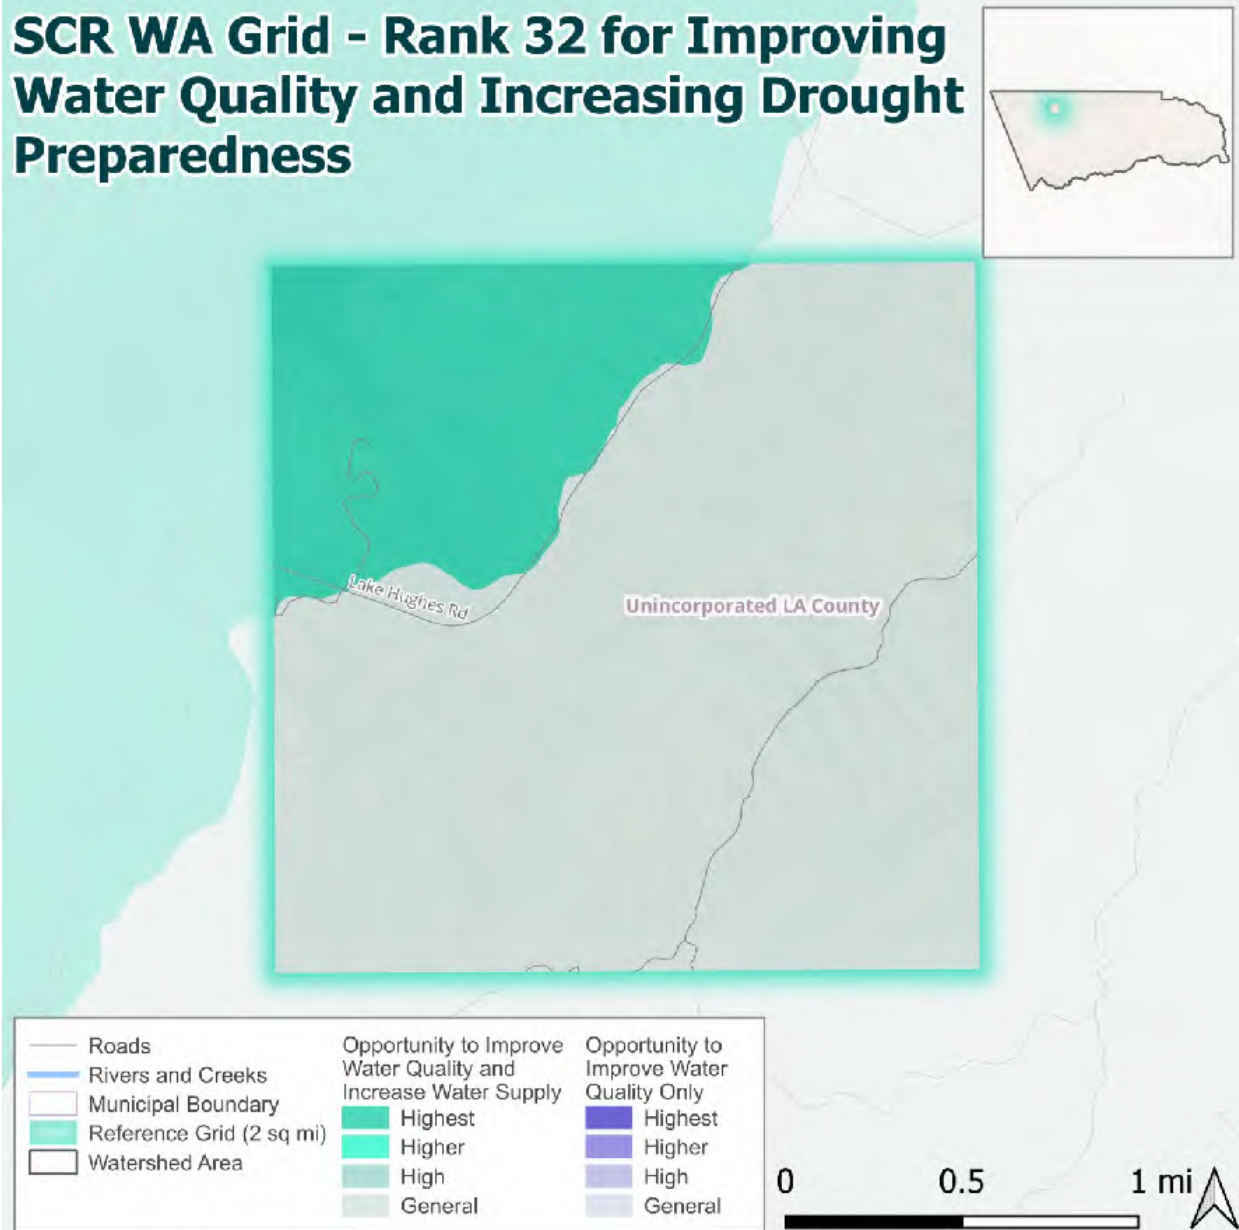 SCR WA Grid - Rank 32 for Improving
Water Quality and Increasing Drought
Preparedness
Lake Hughes Rd
Unincorporated LA County
Roads
Rivers and Creeks
Municipal Boundary
Reference Grid (2 sq mi)
Watershed Area
Opportunity to Improve
Water Quality and
Increase Water Supply
Highest
Higher
High
General
Opportunity to
Improve Water
Quality Only
Highest
Higher
High
General
0 0.5 1 mi